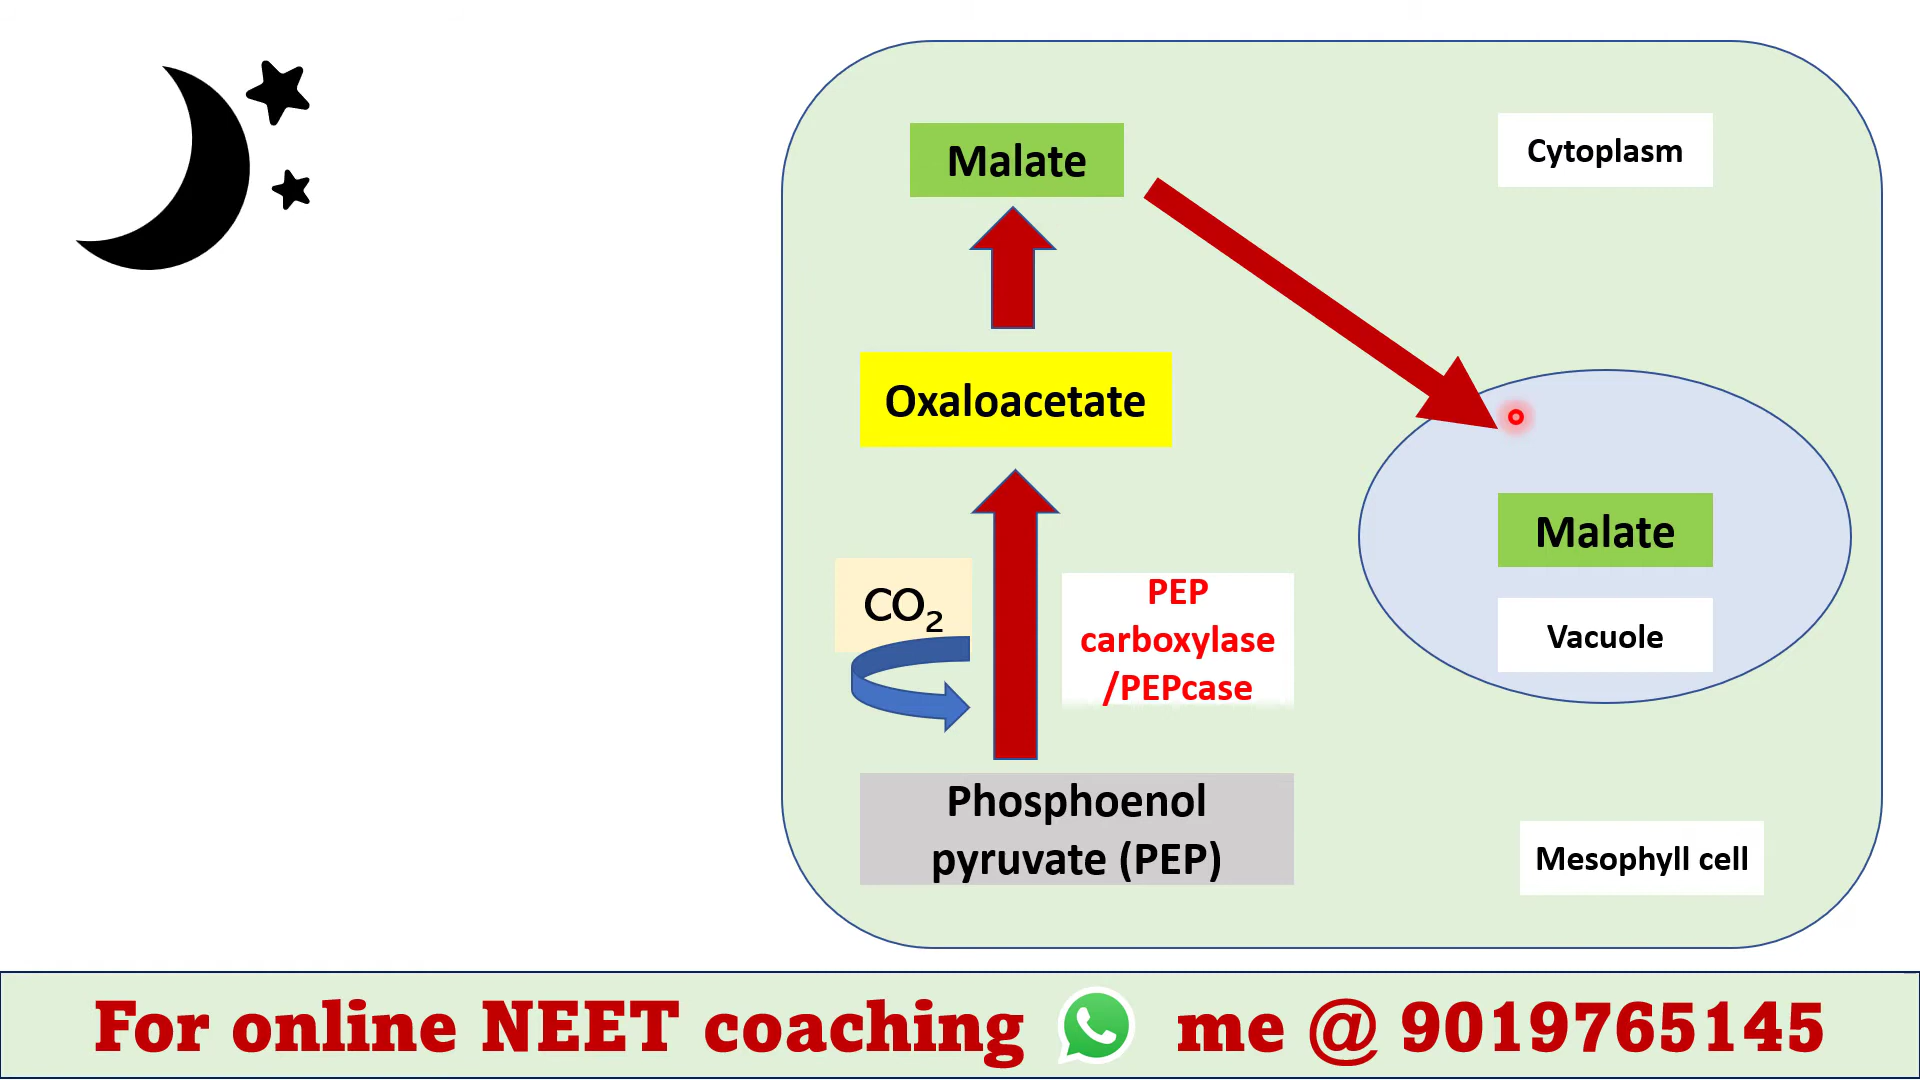 Malate
Cytoplasm
Oxaloacetate
CO₂
PEP
carboxylase
/PEPcase
Malate
Vacuole
Phosphoenol
pyruvate (PEP)
Mesophyll cell
For online NEET coaching me @ 9019765145